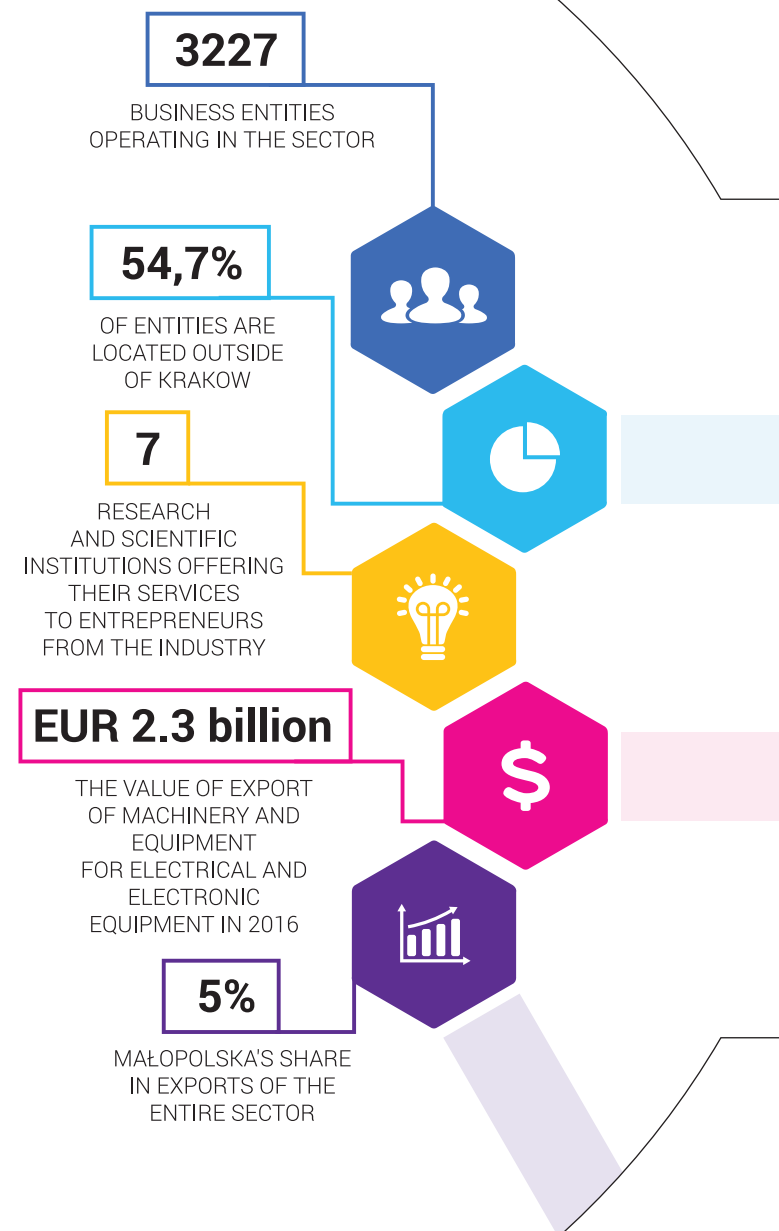 3227
BUSINESS ENTITIES
OPERATING IN THE SECTOR
54,7%
OF ENTITIES ARE
LOCATED OUTSIDE
OF KRAKOW
7
RESEARCH
AND SCIENTIFIC
INSTITUTIONS OFFERING
THEIR SERVICES
TO ENTREPRENEURS
FROM THE INDUSTRY
EUR 2.3 billion
$
THE VALUE OF EXPORT
OF MACHINERY AND
EQUIPMENT
FOR ELECTRICAL AND
ELECTRONIC
EQUIPMENT IN 2016
5%
MAŁOPOLSKA'S SHARE
IN EXPORTS OF THE
ENTIRE SECTOR